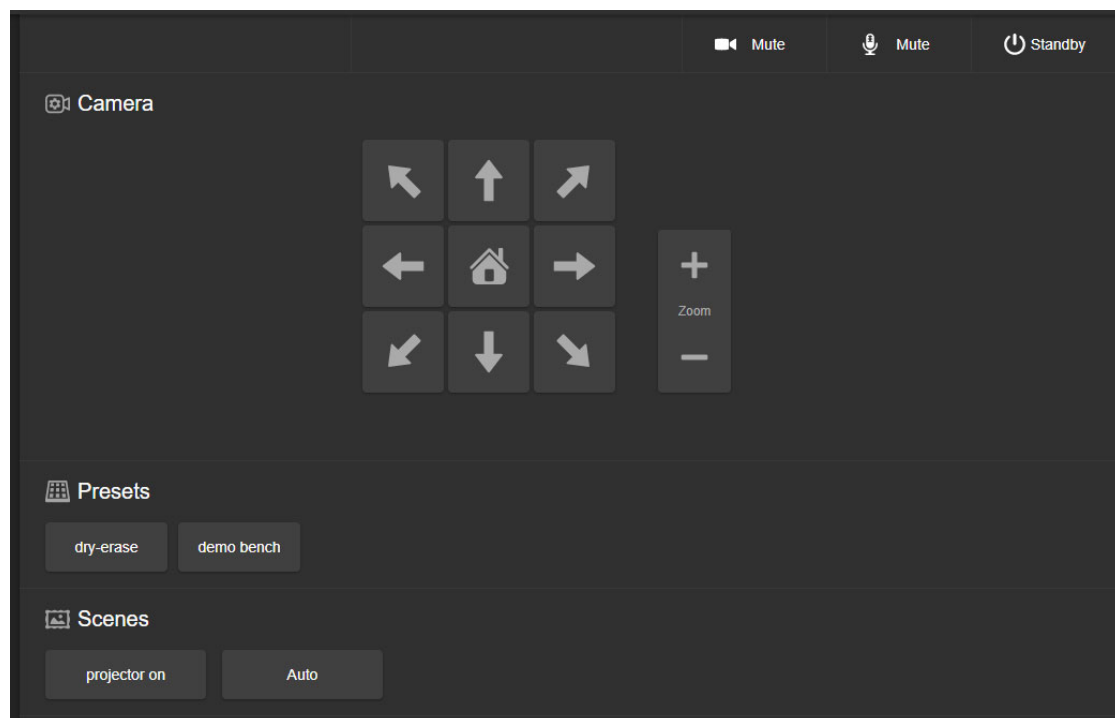 Mute Mute Standby
Camera
Zoom
Presets
dry-erase demo bench
Scenes
projector on Auto